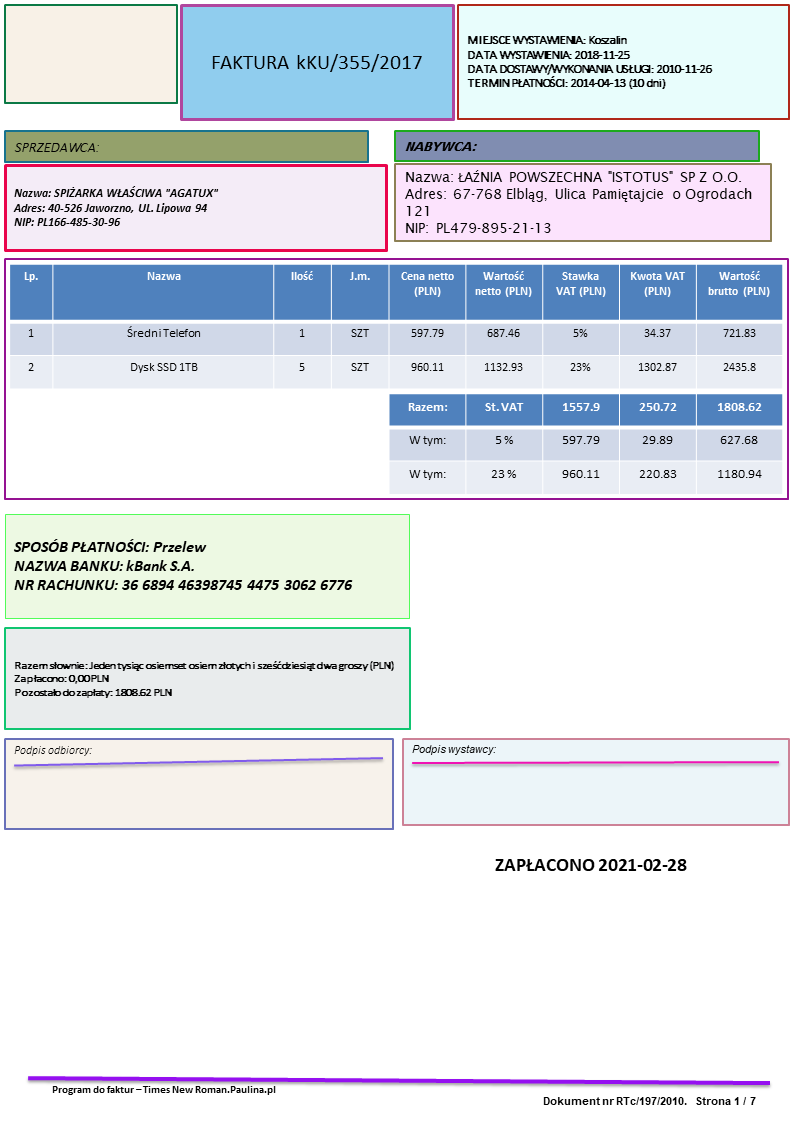 FAKTURA kKU/355/2017
MIEJSCE WYSTAWIENIA: Koszalin
DATA WYSTAWIENIA: 2018-11-25
DATA DOSTAWY/WYKONANIA USŁUGI: 2010-11-26
TERMIN PŁATNOŚCI: 2014-04-13 (10 dni)
SPRZEDAWCA:
Nazwa: SPIŻARKA WŁAŚCIWA "AGATUX"
Adres: 40-526 Jaworzno, UL. Lipowa 94
NIP: PL166-485-30-96
NABYWCA:
Nazwa: ŁAŹNIA POWSZECHNA "ISTOTUS" SP Z O.O.
Adres: 67-768 Elbląg, Ulica Pamiętajcie o Ogrodach
121
NIP: PL479-895-21-13
Lp. Nazwa Ilość J.m. Cena netto (PLN) Wartość netto (PLN) Stawka VAT (PLN) Kwota VAT (PLN) Wartość brutto (PLN)
1 Średni Telefon 1 SZT 597.79 687.46 5% 34.37 721.83
2 Dysk SSD 1TB 5 SZT 960.11 1132.93 23% 1302.87 2435.8
Razem: St. VAT 1557.9 250.72 1808.62
W tym: 5 % 597.79 29.89 627.68
W tym: 23 % 960.11 220.83 1180.94
SPOSÓB PŁATNOŚCI: Przelew
NAZWA BANKU: kBank S.A.
NR RACHUNKU: 36 6894 46398745 4475 3062 6776
Razem słownie: Jeden tysiąc osiemset osiem złotych i sześćdziesiąt dwa groszy (PLN)
Zapłacono: 0,00 PLN
Pozostało do zapłaty: 1808.62 PLN
Podpis odbiorcy:
Podpis wystawcy:
ZAPŁACONO 2021-02-28
Program do faktur – Times New Roman.Paulina.pl
Dokument nr RTc/197/2010. Strona 1 / 7